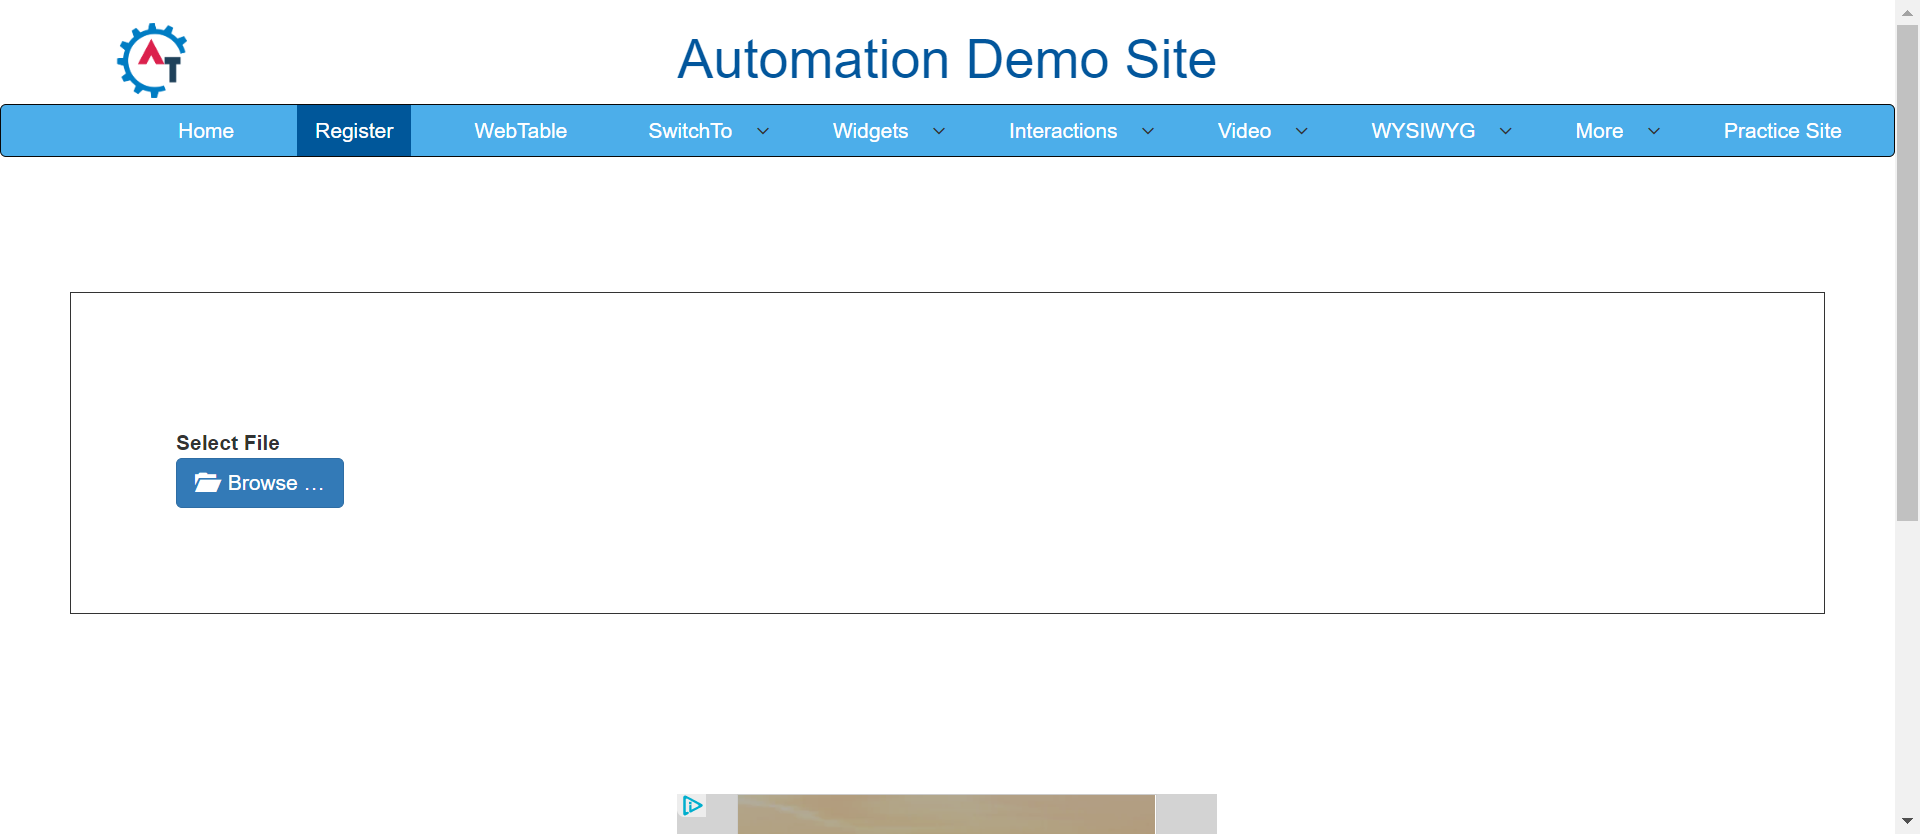 AT
Automation Demo Site
Home Register WebTable SwitchTo Widgets Interactions Video WYSIWYG More Practice Site
Select File
Browse ...